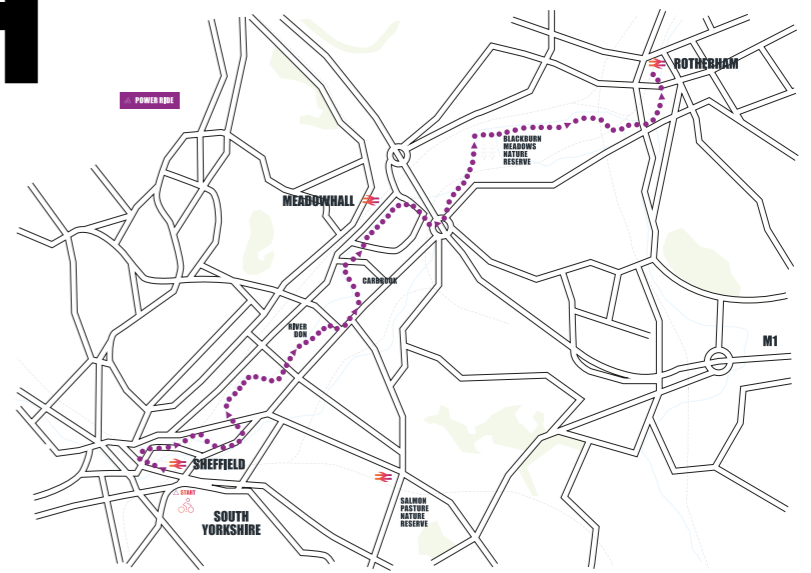 1
POWER RIDE
ROTHERHAM
BLACKBURN
MEADOWS
NATURE
RESERVE
MEADOWHALL
CARBROOK
RIVER
DON
M1
SHEFFIELD
START
SOUTH
YORKSHIRE
SALMON
PASTURE
NATURE
RESERVE